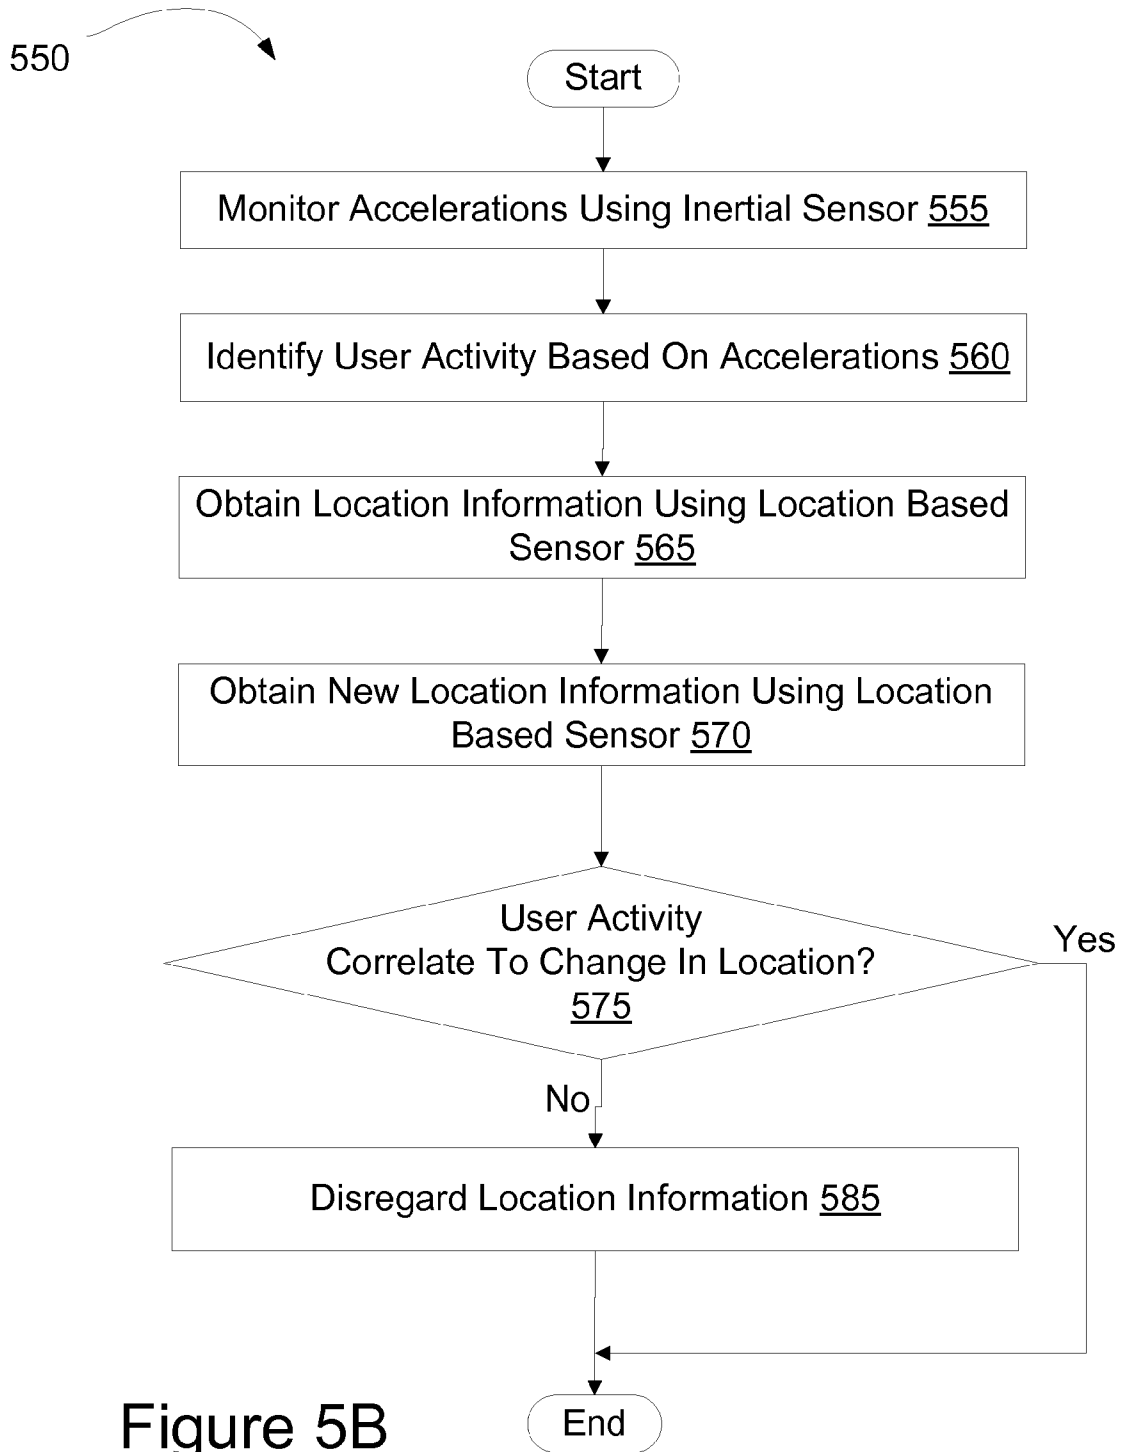 550
Start
Monitor Accelerations Using Inertial Sensor 555
Identify User Activity Based On Accelerations 560
Obtain Location Information Using Location Based
Sensor 565
Obtain New Location Information Using Location
Based Sensor 570
User Activity
Correlate To Change In Location?
575
Yes
No
Disregard Location Information 585
End
Figure 5B